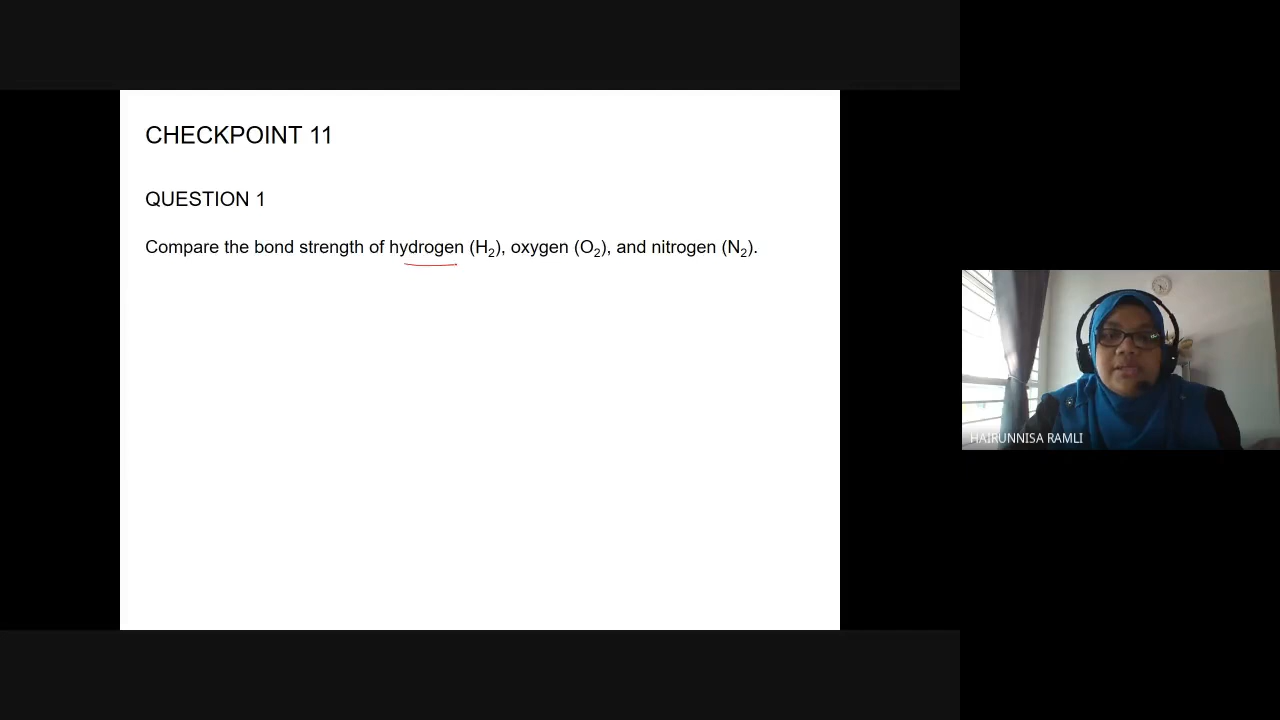 CHECKPOINT 11
QUESTION 1
Compare the bond strength of hydrogen (H₂), oxygen (O₂), and nitrogen (N₂).
HAIRUNNISA RAMLI